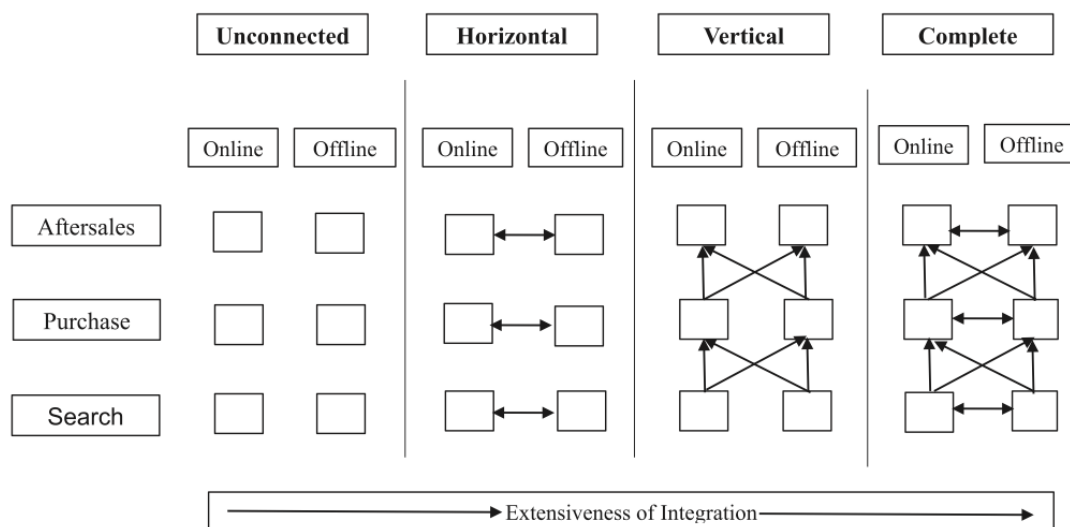 Unconnected Horizontal Vertical Complete
Online Offline Online Offline Online Offline Online Offline
Aftersales
Purchase
Search
Extensiveness of Integration